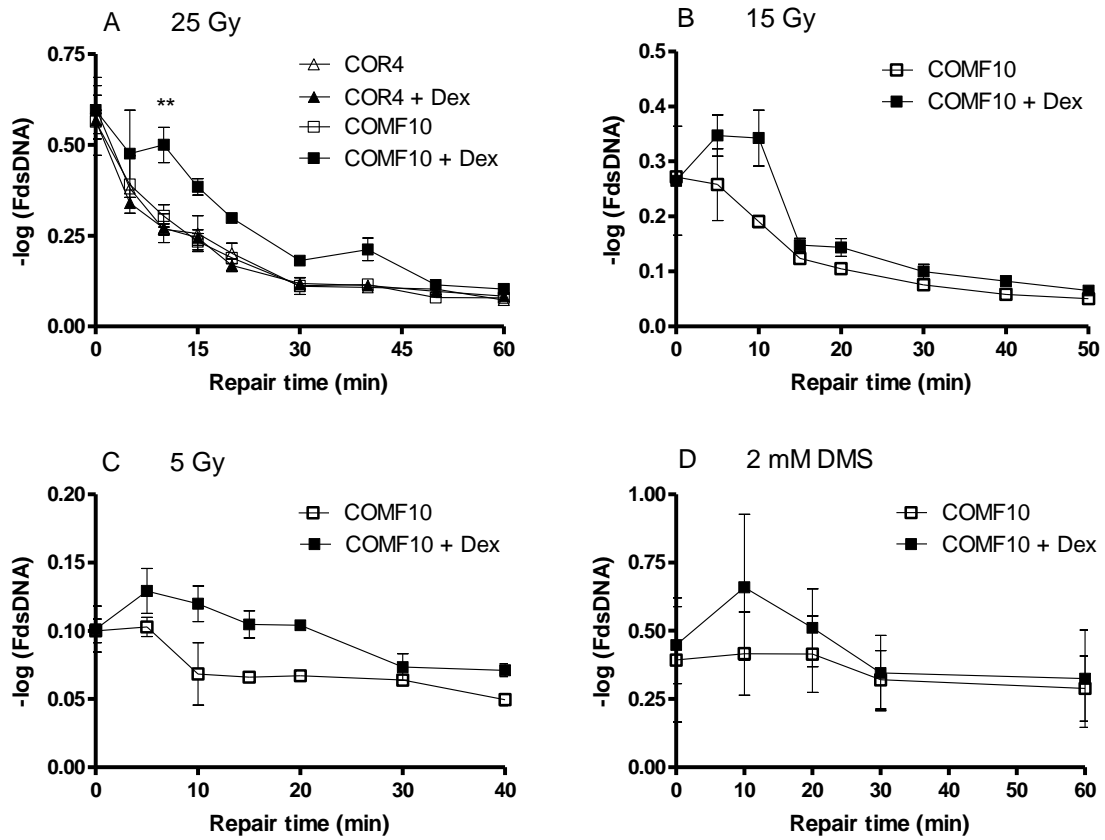 A 25 Gy
-log (FdsDNA)
0.75
0.50
0.25
0.00
**
COR4
COR4 + Dex
COMF10
COMF10 + Dex
0 15 30 45 60
Repair time (min)
B 15 Gy
-log (FdsDNA)
0.5
0.4
0.3
0.2
0.1
0.0
COMF10
COMF10 + Dex
0 10 20 30 40 50
Repair time (min)
C 5 Gy
-log (FdsDNA)
0.20
0.15
0.10
0.05
0.00
COMF10
COMF10 + Dex
0 10 20 30 40
Repair time (min)
D 2 mM DMS
-log (FdsDNA)
1.00
0.75
0.50
0.25
0.00
COMF10
COMF10 + Dex
0 10 20 30 40 50 60
Repair time (min)